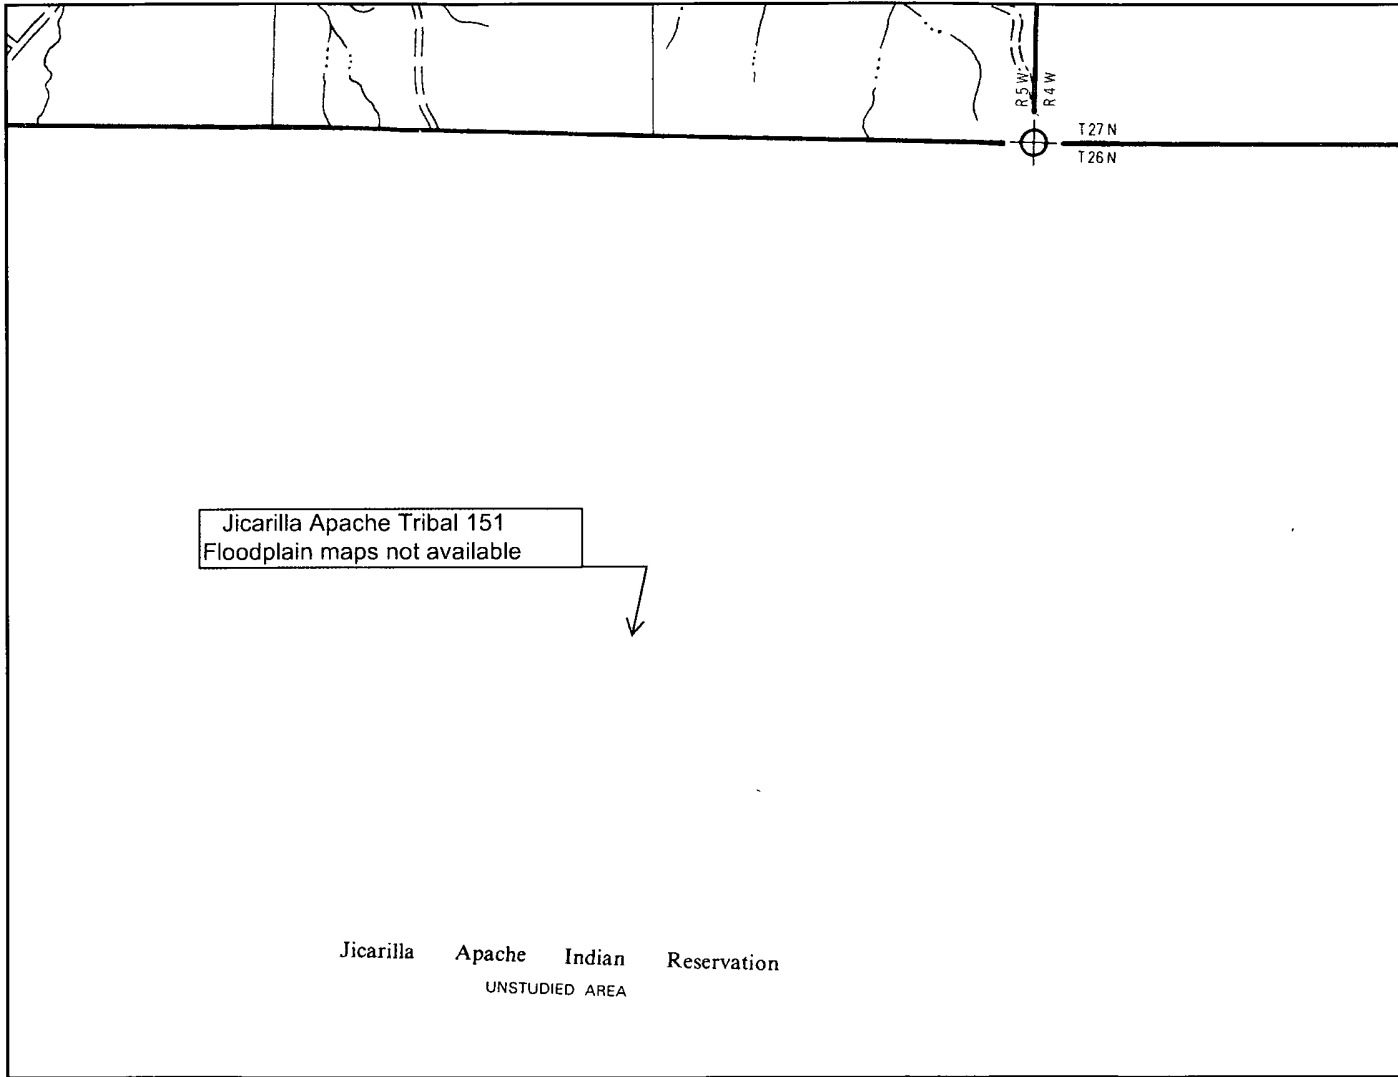 R 5 W
R 4 W
T 27 N
T 26 N
Jicarilla Apache Tribal 151
Floodplain maps not available
Jicarilla Apache Indian Reservation
UNSTUDIED AREA